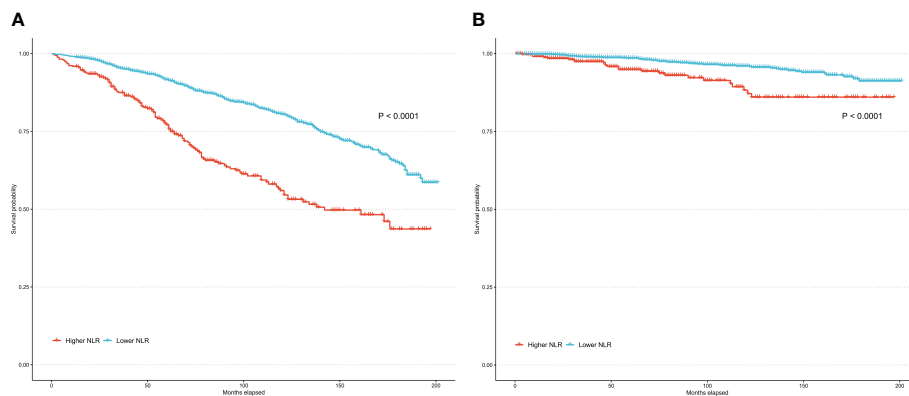 A
1.00
0.75
0.50
0.25
0.00
Survival probability
P < 0.0001
Higher NLR Lower NLR
0 50 100 150 200
Months elapsed
B
1.00
0.75
0.50
0.25
0.00
Survival probability
P < 0.0001
Higher NLR Lower NLR
0 50 100 150 200
Months elapsed